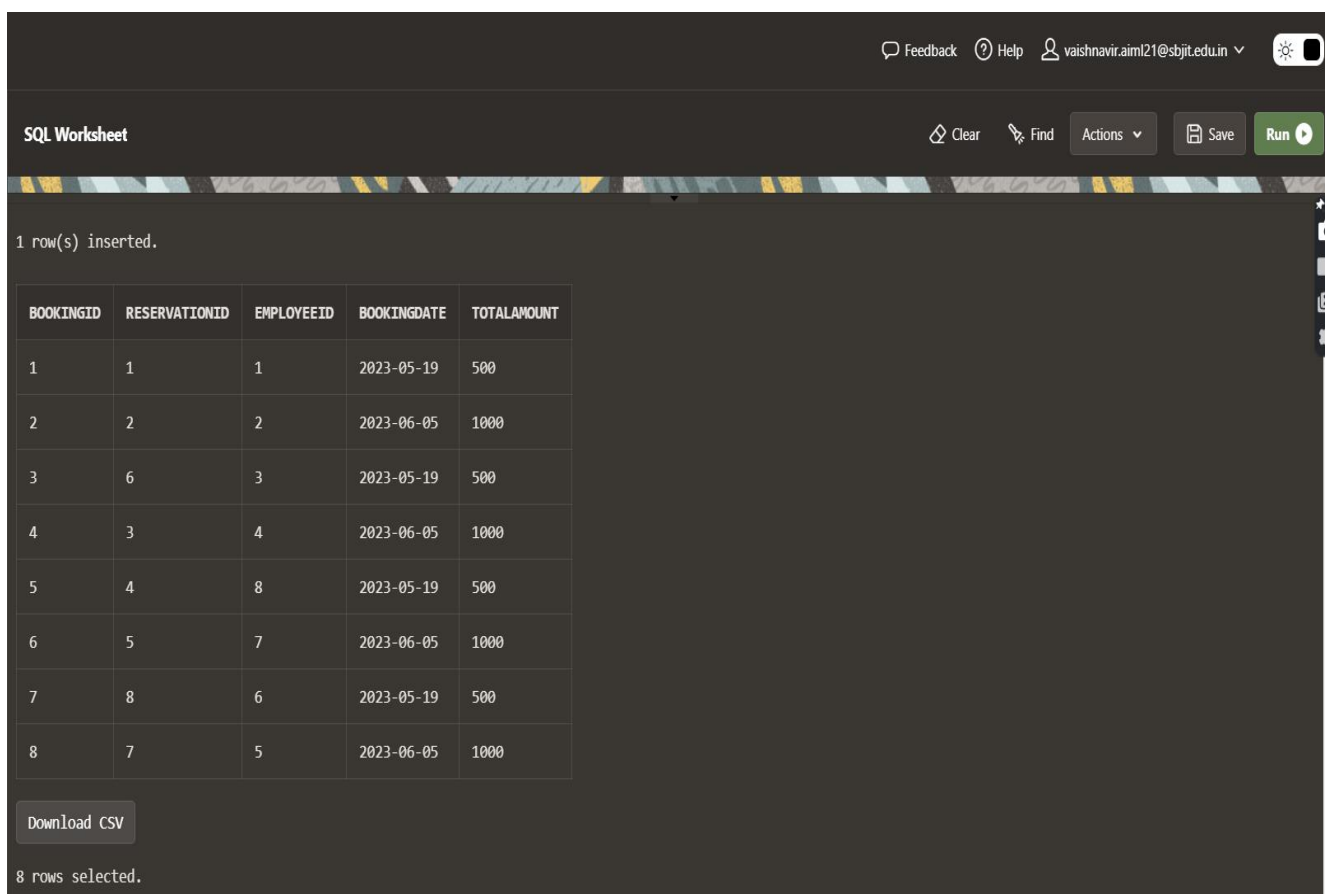 Feedback Help vaishnavir.aiml21@sbjit.edu.in
SQL Worksheet Clear Find Actions Save Run
1 row(s) inserted.
BOOKINGID RESERVATIONID EMPLOYEEID BOOKINGDATE TOTALAMOUNT
1 1 1 2023-05-19 500
2 2 2 2023-06-05 1000
3 6 3 2023-05-19 500
4 3 4 2023-06-05 1000
5 4 8 2023-05-19 500
6 5 7 2023-06-05 1000
7 8 6 2023-05-19 500
8 7 5 2023-06-05 1000
Download CSV
8 rows selected.